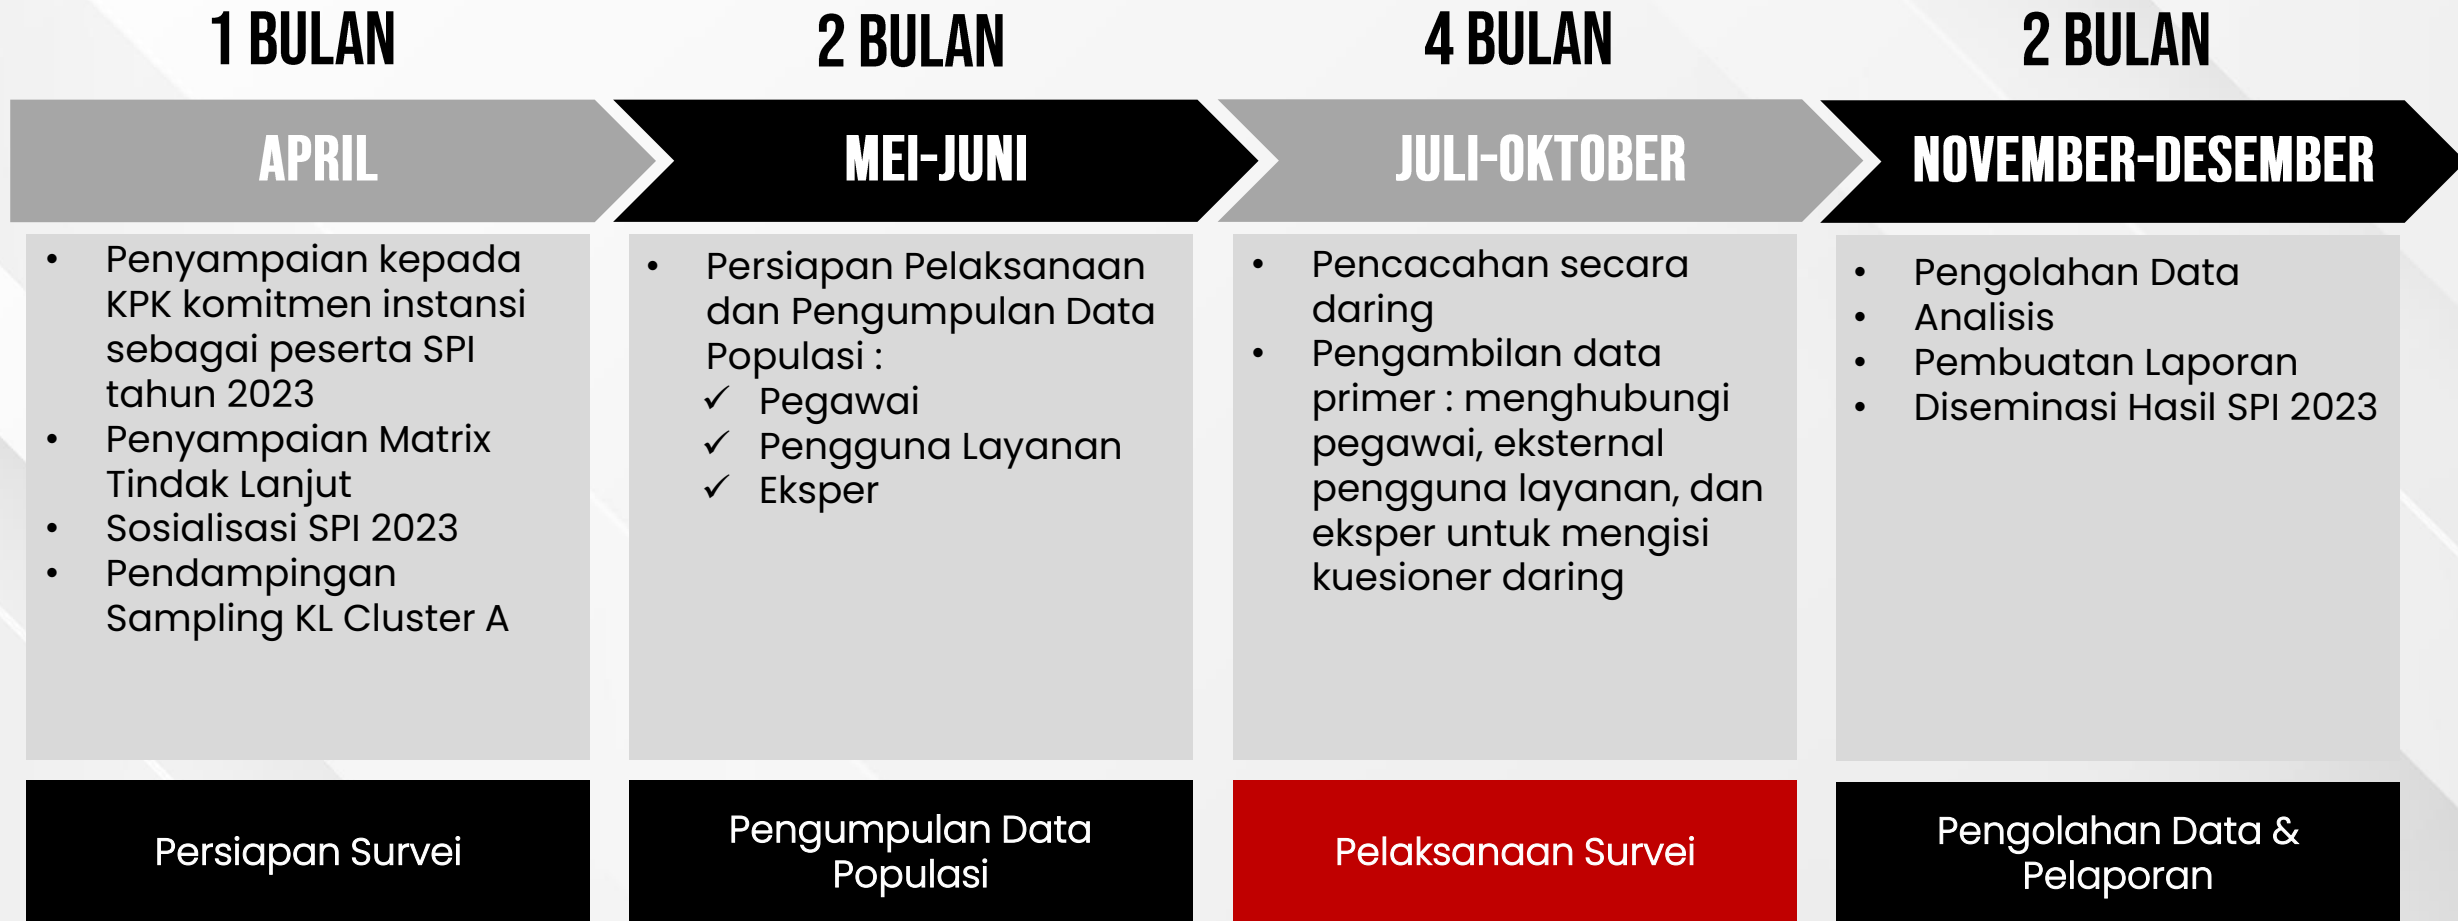 1 BULAN
2 BULAN
4 BULAN
2 BULAN
APRIL
MEI-JUNI
JULI-OKTOBER
NOVEMBER-DESEMBER
• Penyampaian kepada
KPK komitmen instansi
sebagai peserta SPI
tahun 2023
• Penyampaian Matrix
Tindak Lanjut
• Sosialisasi SPI 2023
• Pendampingan
Sampling KL Cluster A
• Persiapan Pelaksanaan
dan Pengumpulan Data
Populasi :
✓ Pegawai
✓ Pengguna Layanan
✓ Eksper
• Pencacahan secara
daring
• Pengambilan data
primer : menghubungi
pegawai, eksternal
pengguna layanan, dan
eksper untuk mengisi
kuesioner daring
• Pengolahan Data
• Analisis
• Pembuatan Laporan
• Diseminasi Hasil SPI 2023
Persiapan Survei
Pengumpulan Data
Populasi
Pelaksanaan Survei
Pengolahan Data &
Pelaporan